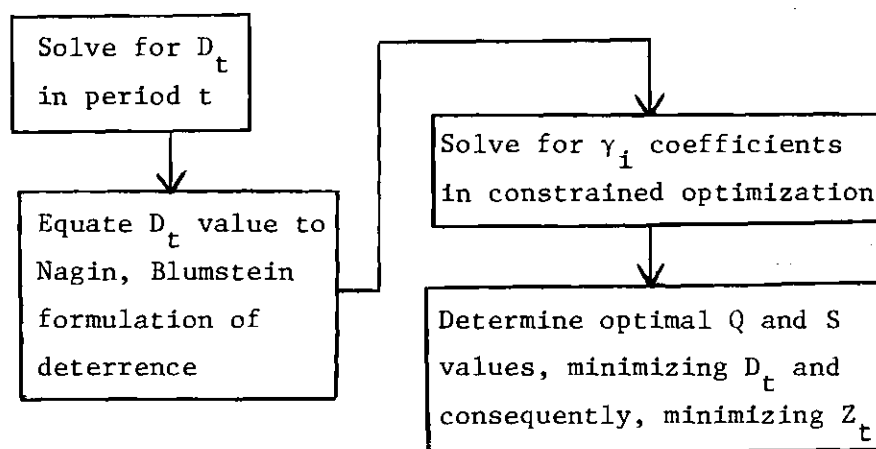 Solve for D_t
in period t
Equate D_t value to
Nagin, Blumstein
formulation of
deterrence
Solve for γ_i coefficients
in constrained optimization
Determine optimal Q and S
values, minimizing D_t and
consequently, minimizing Z_t